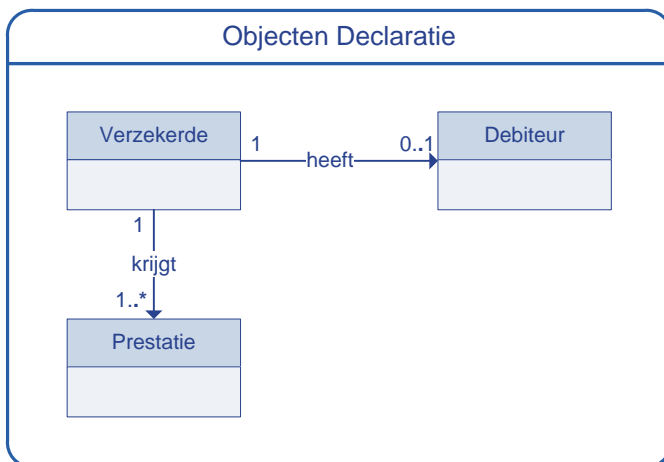 Objecten Declaratie
Verzekerde
Debiteur
1
0..1
heeft
1
krijgt
1..*
Prestatie